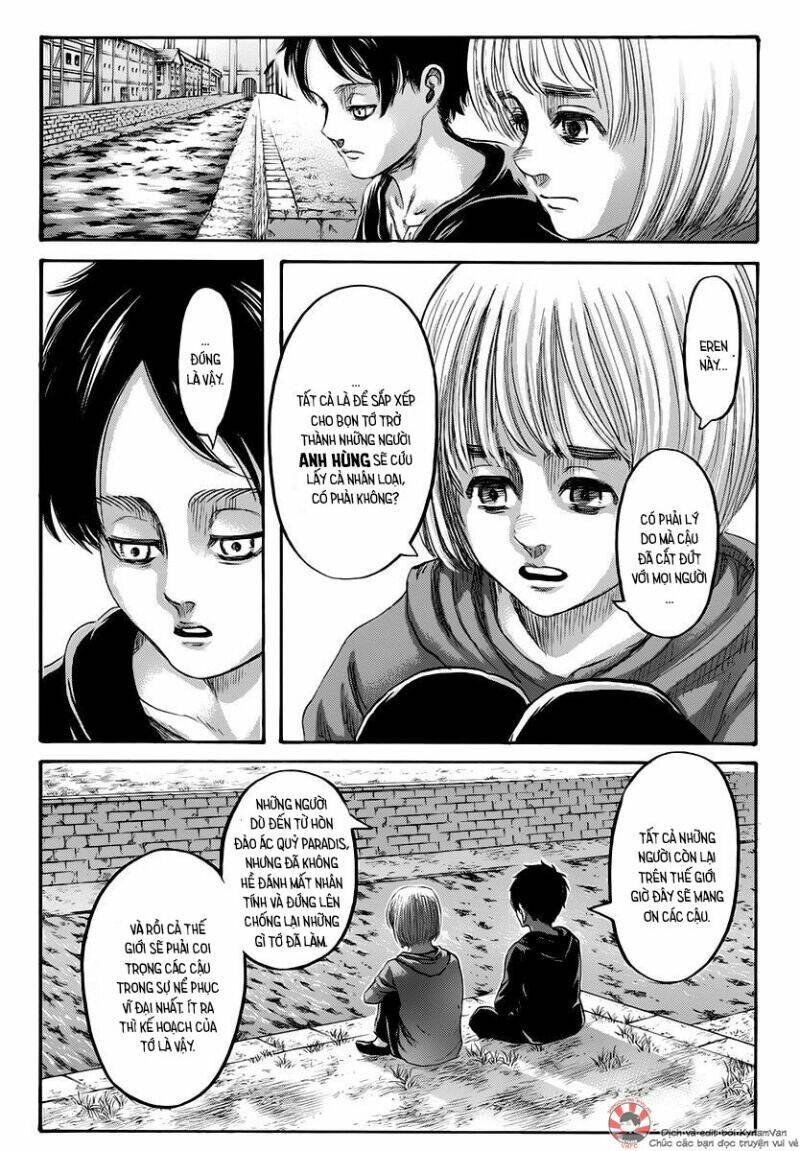 EREN
NÀY...
CÓ PHẢI LÝ
DO MÀ CẬU
ĐÃ CẮT ĐỨT
VỚI MỌI NGƯỜI
...
...
TẤT CẢ LÀ ĐỂ SẮP XẾP
CHO BỌN TỚ TRỞ
THÀNH NHỮNG NGƯỜI
ANH HÙNG SẼ CỨU
LẤY CẢ NHÂN LOẠI,
CÓ PHẢI KHÔNG?
...
ĐÚNG
LÀ VẬY.
TẤT CẢ NHỮNG
NGƯỜI CÒN LẠI
TRÊN THẾ GIỚI
GIỜ ĐÂY SẼ MANG
ƠN CÁC CẬU.
NHỮNG NGƯỜI
DÙ ĐẾN TỪ HÒN
ĐẢO ÁC QUỶ PARADIS,
NHƯNG ĐÃ KHÔNG
HỀ ĐÁNH MẤT NHÂN
TÍNH VÀ ĐỨNG LÊN
CHỐNG LẠI NHỮNG
GÌ TỚ ĐÃ LÀM.
VÀ RỒI CẢ THẾ
GIỚI SẼ PHẢI COI
TRỌNG CÁC CẬU
TRONG SỰ NỂ PHỤC
VĨ ĐẠI NHẤT. ÍT RA
THÌ KẾ HOẠCH CỦA
TỚ LÀ VẬY.
Dịch và edit bởi KynamVan
Chúc các bạn đọc truyện vui vẻ